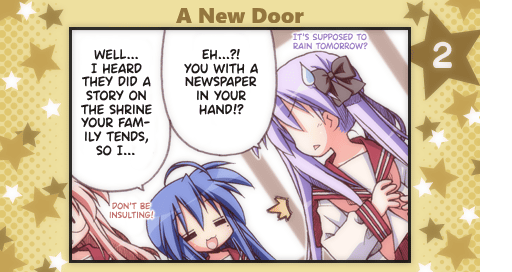 A New Door
2
IT'S SUPPOSED TO
RAIN TOMORROW?
EH...?!
YOU WITH A
NEWSPAPER
IN YOUR
HAND!?
WELL...
I HEARD
THEY DID A
STORY ON
THE SHRINE
YOUR FAM-
ILY TENDS,
SO I...
DON'T BE
INSULTING!